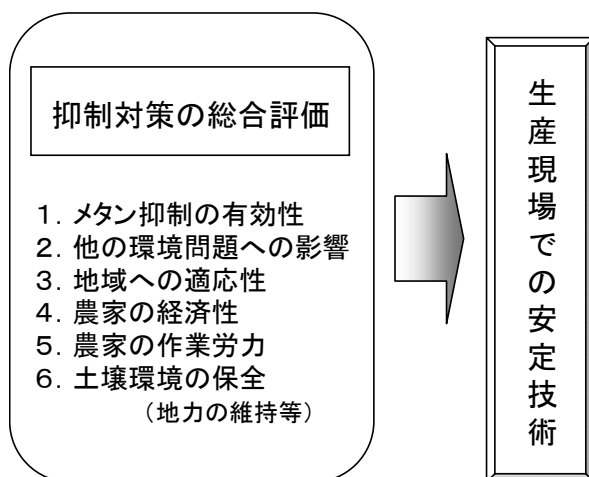 抑制対策の総合評価
1．メタン抑制の有効性
2．他の環境問題への影響
3．地域への適応性
4．農家の経済性
5．農家の作業労力
6．土壌環境の保全
（地力の維持等）
生産現場での安定技術